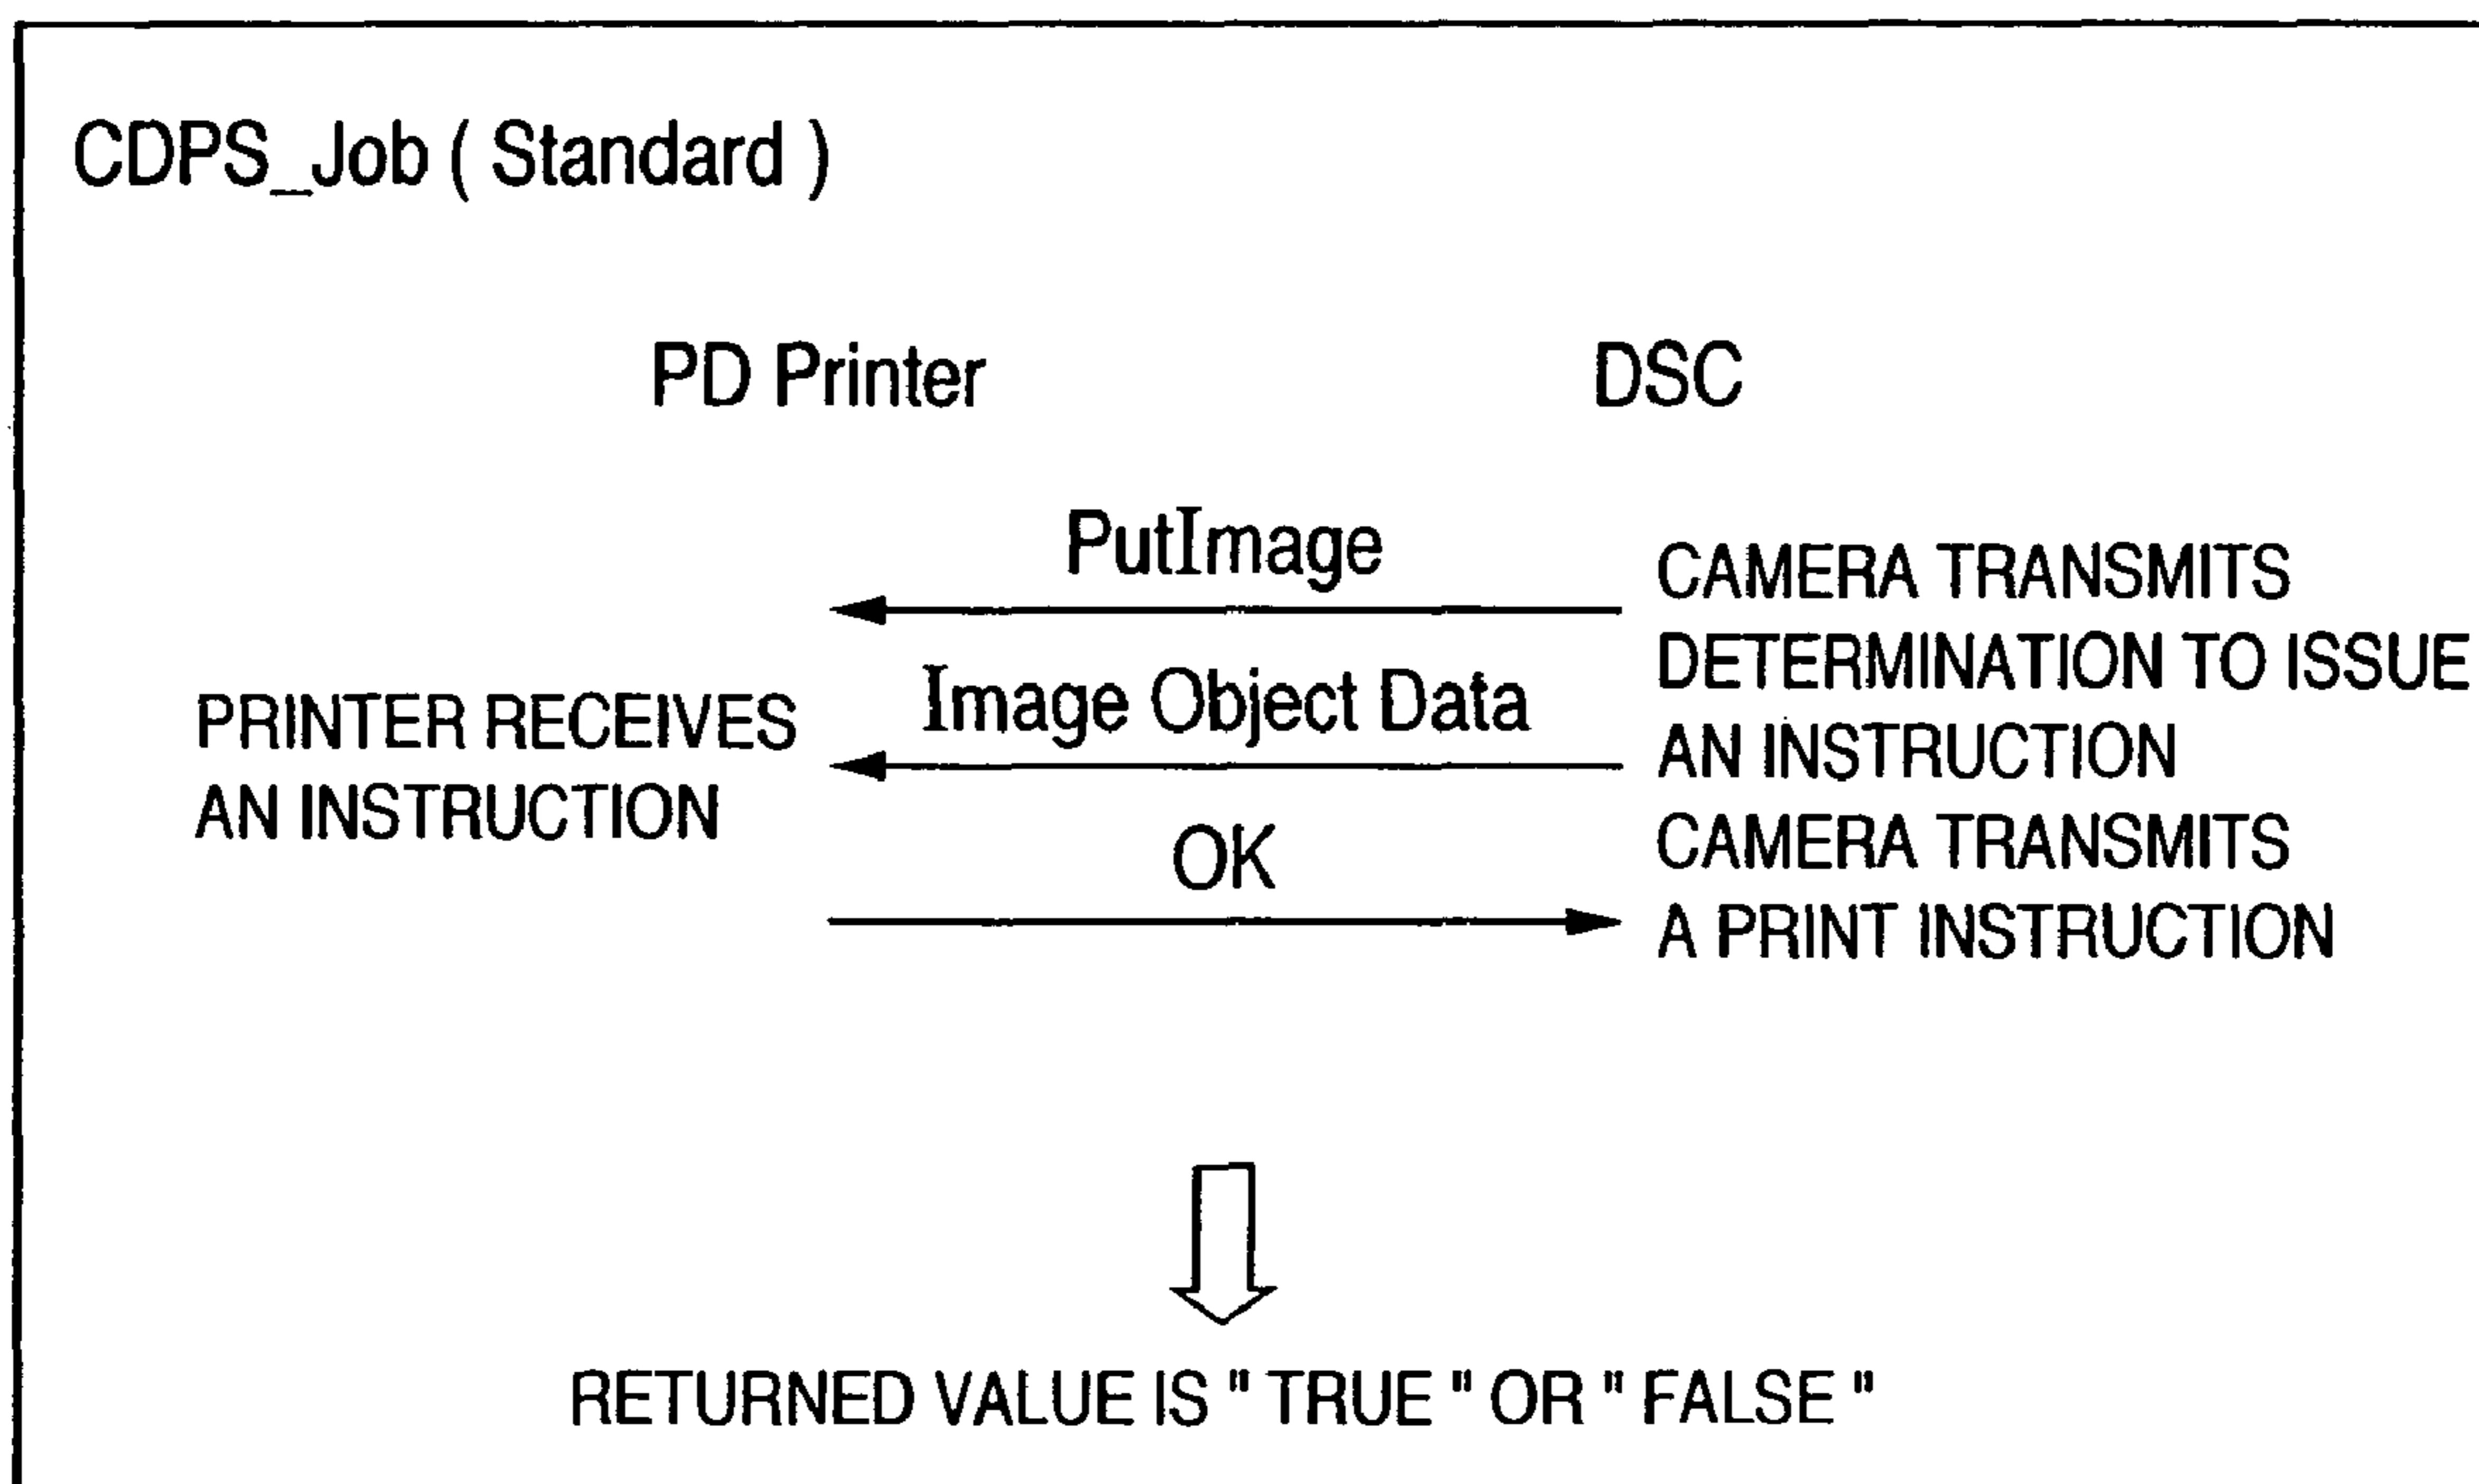 CDPS_Job ( Standard )
PD Printer
DSC
PutImage
Image Object Data
OK
PRINTER RECEIVES
AN INSTRUCTION
CAMERA TRANSMITS
DETERMINATION TO ISSUE
AN INSTRUCTION
CAMERA TRANSMITS
A PRINT INSTRUCTION
RETURNED VALUE IS " TRUE " OR " FALSE "